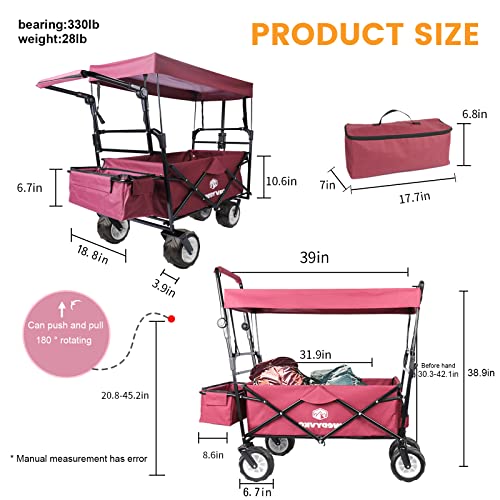 bearing:330lb
weight:28lb
PRODUCT SIZE
6.7in
10.6in
18.8in
3.9in
6.8in
7in
17.7in
Can push and pull
180 ° rotating
20.8-45.2in
* Manual measurement has error
39in
31.9in
Before hand
30.3-42.1in
38.9in
8.6in
6.7in